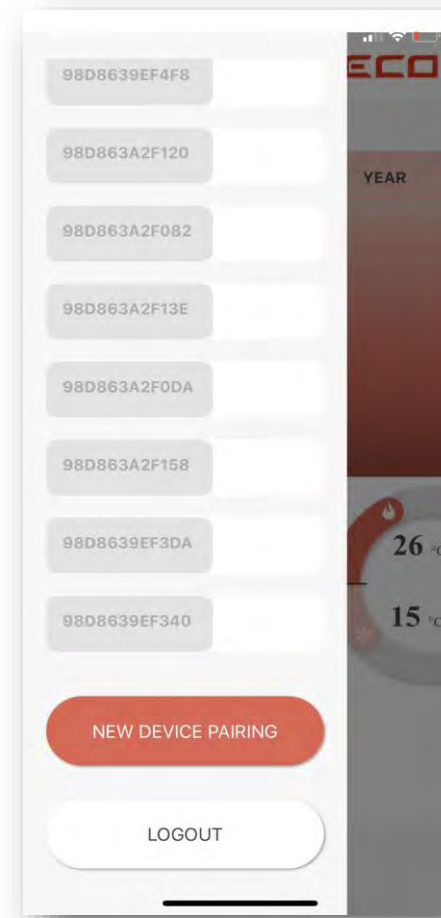 ECO
98D8639EF4F8
98D863A2F120
YEAR
98D863A2F082
98D863A2F13E
98D863A2F0DA
98D863A2F158
98D8639EF3DA
26 °C
98D8639EF340
15 °C
NEW DEVICE PAIRING
LOGOUT